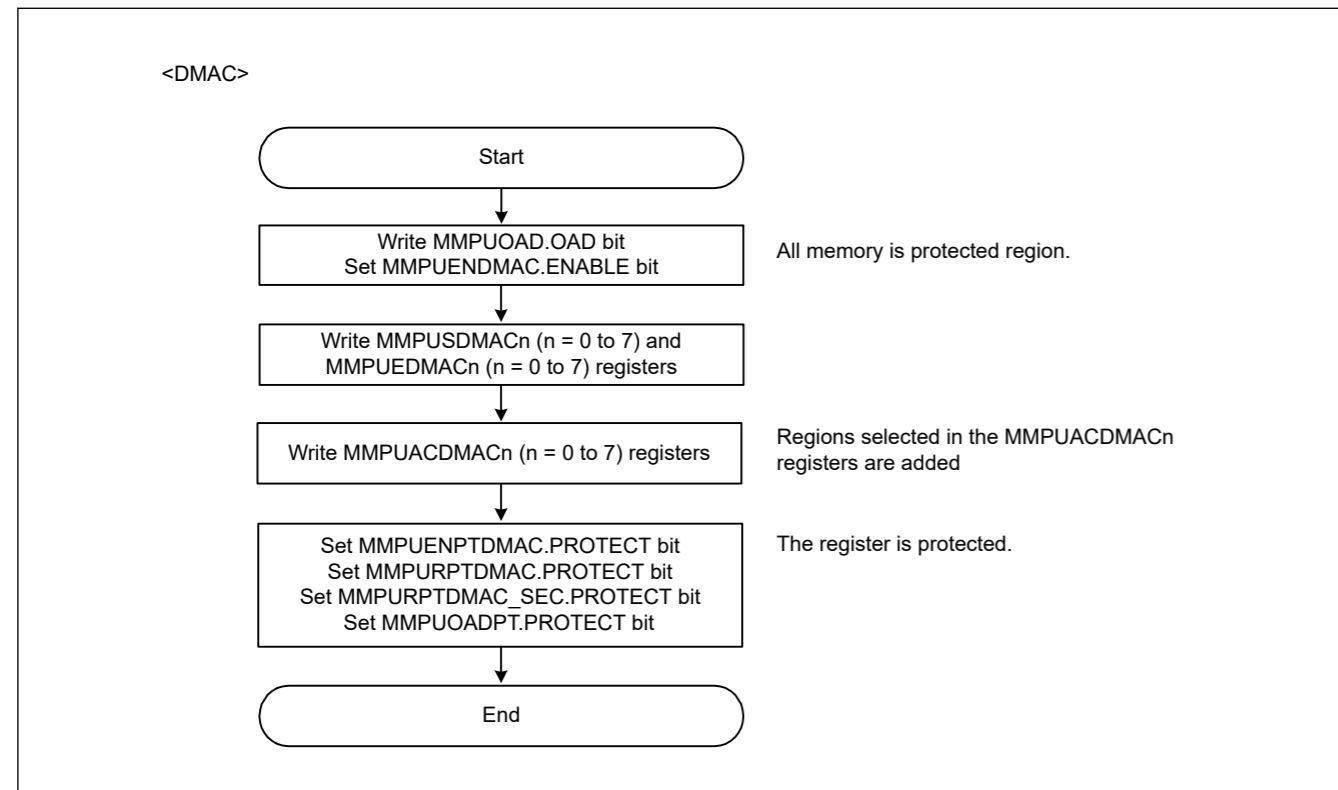 <DMAC>
Start
Write MMPUOAD.OAD bit
Set MMPUENDMAC.ENABLE bit
All memory is protected region.
Write MMPUSDMACn (n = 0 to 7) and
MMPUEDMACn (n = 0 to 7) registers
Write MMPUACDMACn (n = 0 to 7) registers
Regions selected in the MMPUACDMACn
registers are added
Set MMPUENPTDMAC.PROTECT bit
Set MMPURPTDMAC.PROTECT bit
Set MMPURPTDMAC_SEC.PROTECT bit
Set MMPUOADPT.PROTECT bit
The register is protected.
End